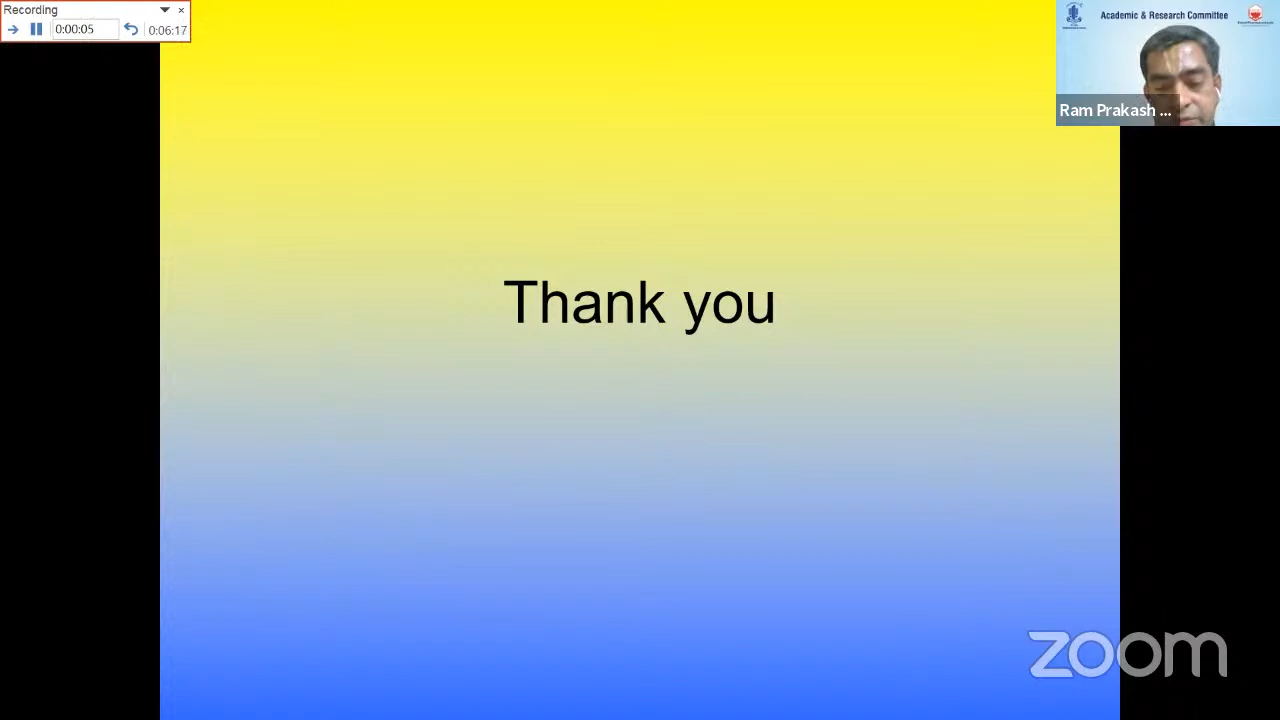 Recording
0:00:05
0:06:17
Academic & Research Committee
Ram Prakash ...
Thank you
zoom